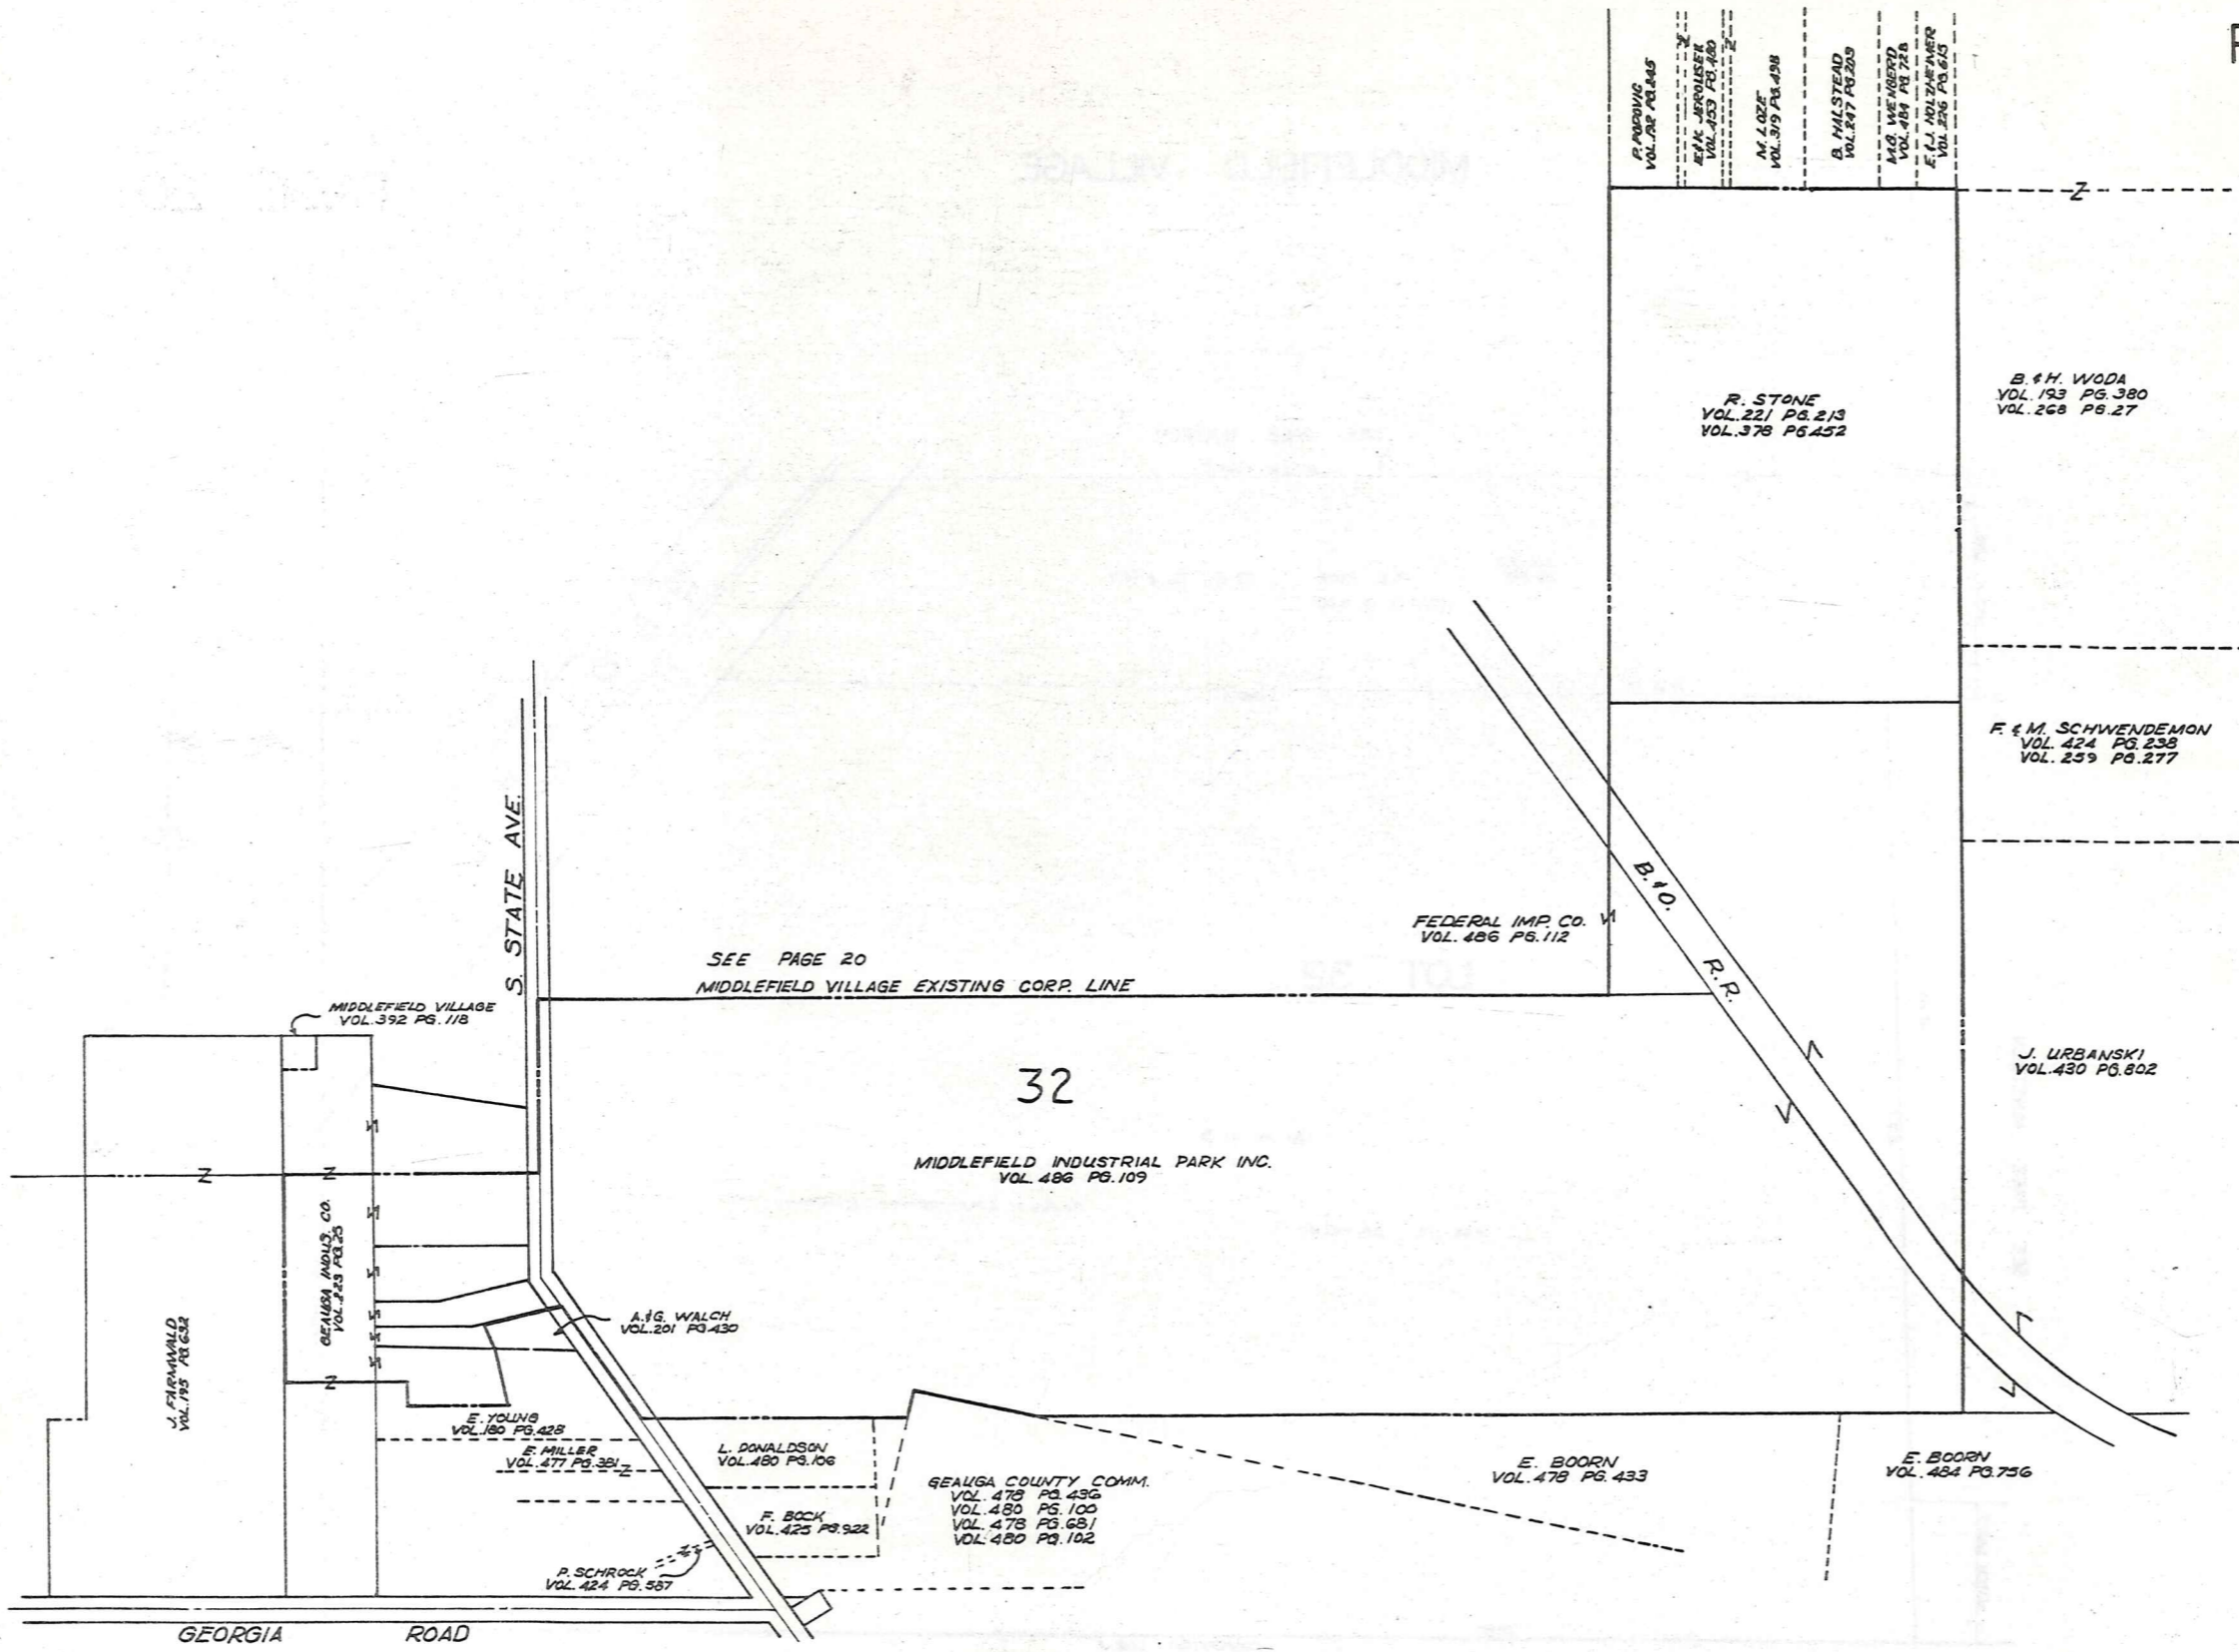 P. POPOVIC
E&K JEROUSEK
VOL.453 PG.480
M. LOZE
VOL.319 PG.498
B. HALSTEAD
VOL.247 PG.209
M.G. WENBERD
VOL.484 PG.728
E.&J. HOLZHEIMER
VOL.226 PG.615
R. STONE
VOL.221 PG.213
VOL.378 PG.452
B.&H. WODA
VOL.193 PG.380
VOL.268 PG.27
F.&M. SCHWENDEMON
VOL. 424 PG.238
VOL. 259 PG.277
S. STATE AVE.
B.&O. R.R.
FEDERAL IMP. CO.
VOL. 486 PG.112
SEE PAGE 20
MIDDLEFIELD VILLAGE EXISTING CORP. LINE
MIDDLEFIELD VILLAGE
VOL.392 PG.118
32
J. URBANSKI
VOL.430 PG.802
MIDDLEFIELD INDUSTRIAL PARK INC.
VOL. 486 PG.109
GEAUGA INDUS. CO.
VOL.223 PG.25
J. FARMWALD
VOL.195 PG.632
A.&G. WALCH
VOL.201 PG.430
E. YOUNG
VOL.180 PG.428
E. MILLER
VOL.477 PG.381
L. DONALDSON
VOL.480 PG.106
GEAUGA COUNTY COMM.
VOL. 478 PG.436
VOL. 480 PG.100
VOL. 478 PG.681
VOL. 480 PG.102
E. BOORN
VOL. 478 PG. 433
E. BOORN
VOL. 484 PG.756
F. BOCK
VOL.425 PG.922
P. SCHROCK
VOL.424 PG.587
GEORGIA ROAD